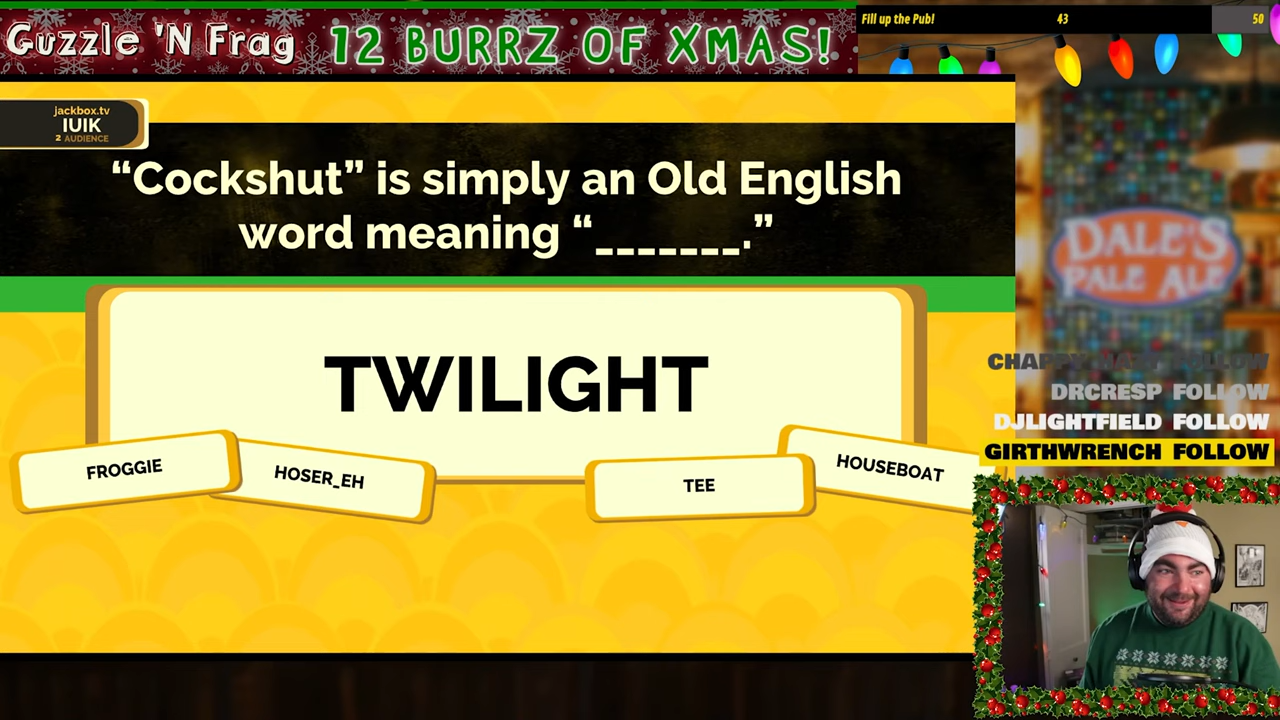 Guzzle 'N Frag
12 BURRZ OF XMAS!
Fill up the Pub!
43
50
jackbox.tv
IUIK
2 AUDIENCE
“Cockshut” is simply an Old English
word meaning “_______.”
TWILIGHT
FROGGIE
HOSER_EH
TEE
HOUSEBOAT
DALE'S
PALE ALE
FOLLOW
DRCRESP FOLLOW
DJLIGHTFIELD FOLLOW
GIRTHWRENCH FOLLOW